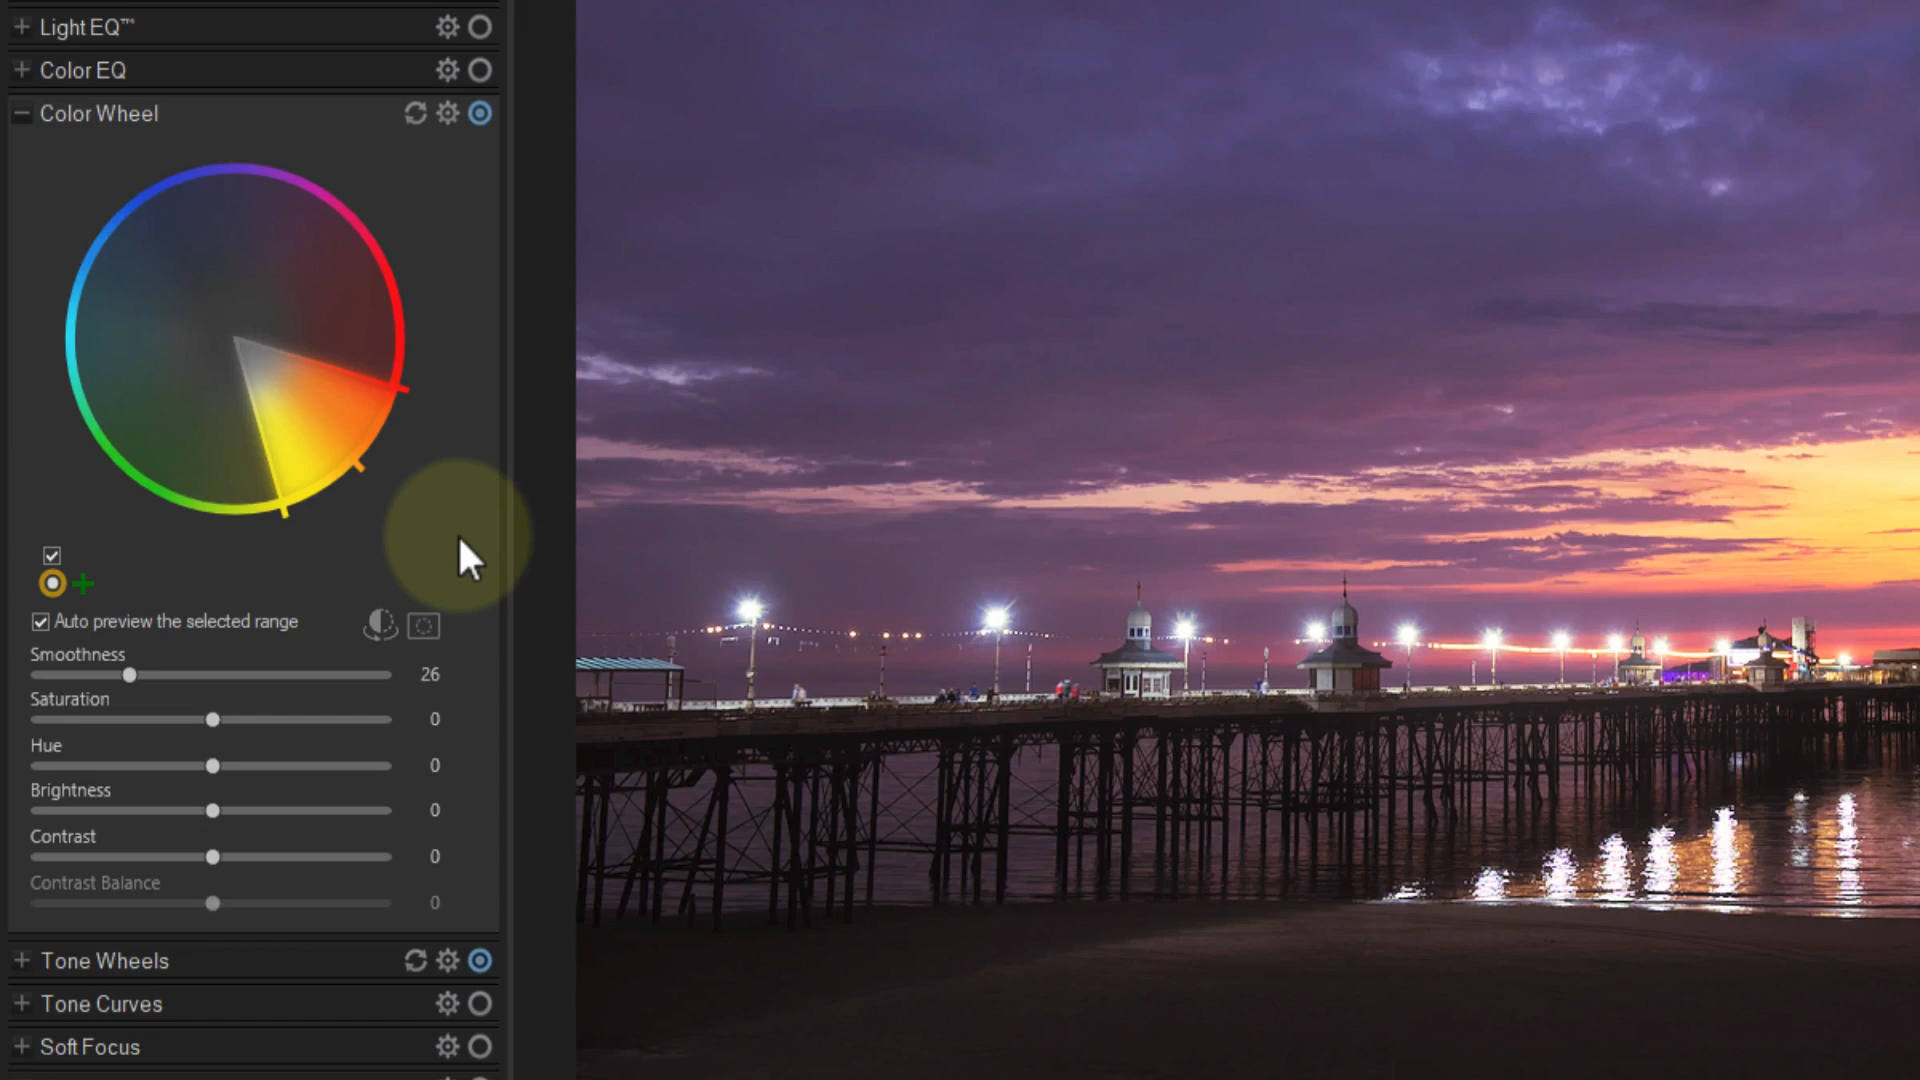 Light EQ™
Color EQ
Color Wheel
Auto preview the selected range
Smoothness
26
Saturation
0
Hue
0
Brightness
0
Contrast
0
Contrast Balance
0
Tone Wheels
Tone Curves
Soft Focus